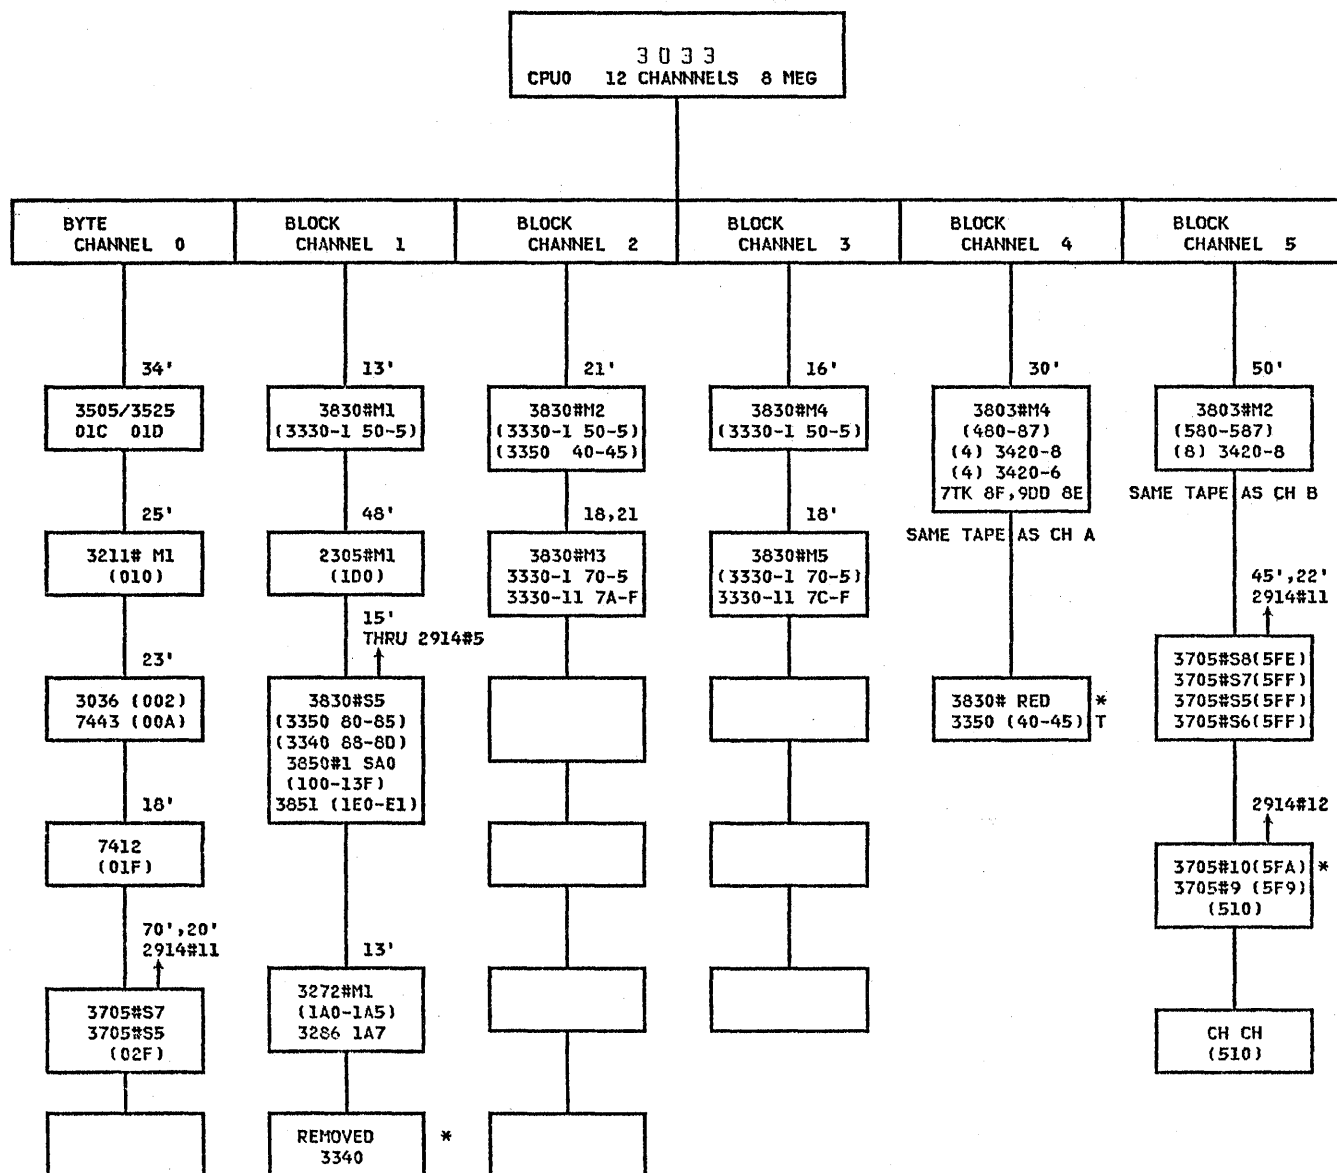 3033
CPU0 12 CHANNNELS 8 MEG
BYTE
CHANNEL 0
BLOCK
CHANNEL 1
BLOCK
CHANNEL 2
BLOCK
CHANNEL 3
BLOCK
CHANNEL 4
BLOCK
CHANNEL 5
34'
3505/3525
01C 01D
25'
3211# M1
(010)
23'
3036 (002)
7443 (00A)
18'
7412
(01F)
70',20'
2914#11
3705#S7
3705#S5
(02F)
13'
3830#M1
(3330-1 50-5)
48'
2305#M1
(1D0)
15'
THRU 2914#5
3830#S5
(3350 80-85)
(3340 88-8D)
3850#1 SA0
(100-13F)
3851 (1E0-E1)
13'
3272#M1
(1A0-1A5)
3286 1A7
REMOVED *
3340
21'
3830#M2
(3330-1 50-5)
(3350 40-45)
18,21
3830#M3
3330-1 70-5
3330-11 7A-F
16'
3830#M4
(3330-1 50-5)
18'
3830#M5
(3330-1 70-5)
3330-11 7C-F
30'
3803#M4
(480-87)
(4) 3420-8
(4) 3420-6
7TK 8F,9DD 8E
SAME TAPE AS CH A
3830# RED *
3350 (40-45) T
50'
3803#M2
(580-587)
(8) 3420-8
SAME TAPE AS CH B
45',22'
2914#11
3705#S8(5FE)
3705#S7(5FF)
3705#S5(5FF)
3705#S6(5FF)
2914#12
3705#10(5FA) *
3705#9 (5F9)
(510)
CH CH
(510)